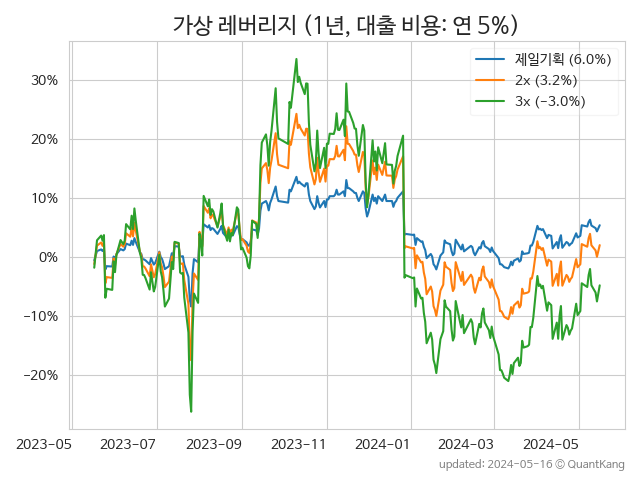 가상 레버리지 (1년, 대출 비용: 연 5%)
제일기획 (6.0%)
2x (3.2%)
3x (−3.0%)
30%
20%
10%
0%
−10%
−20%
2023-05 2023-07 2023-09 2023-11 2024-01 2024-03 2024-05
updated: 2024-05-16 © QuantKang